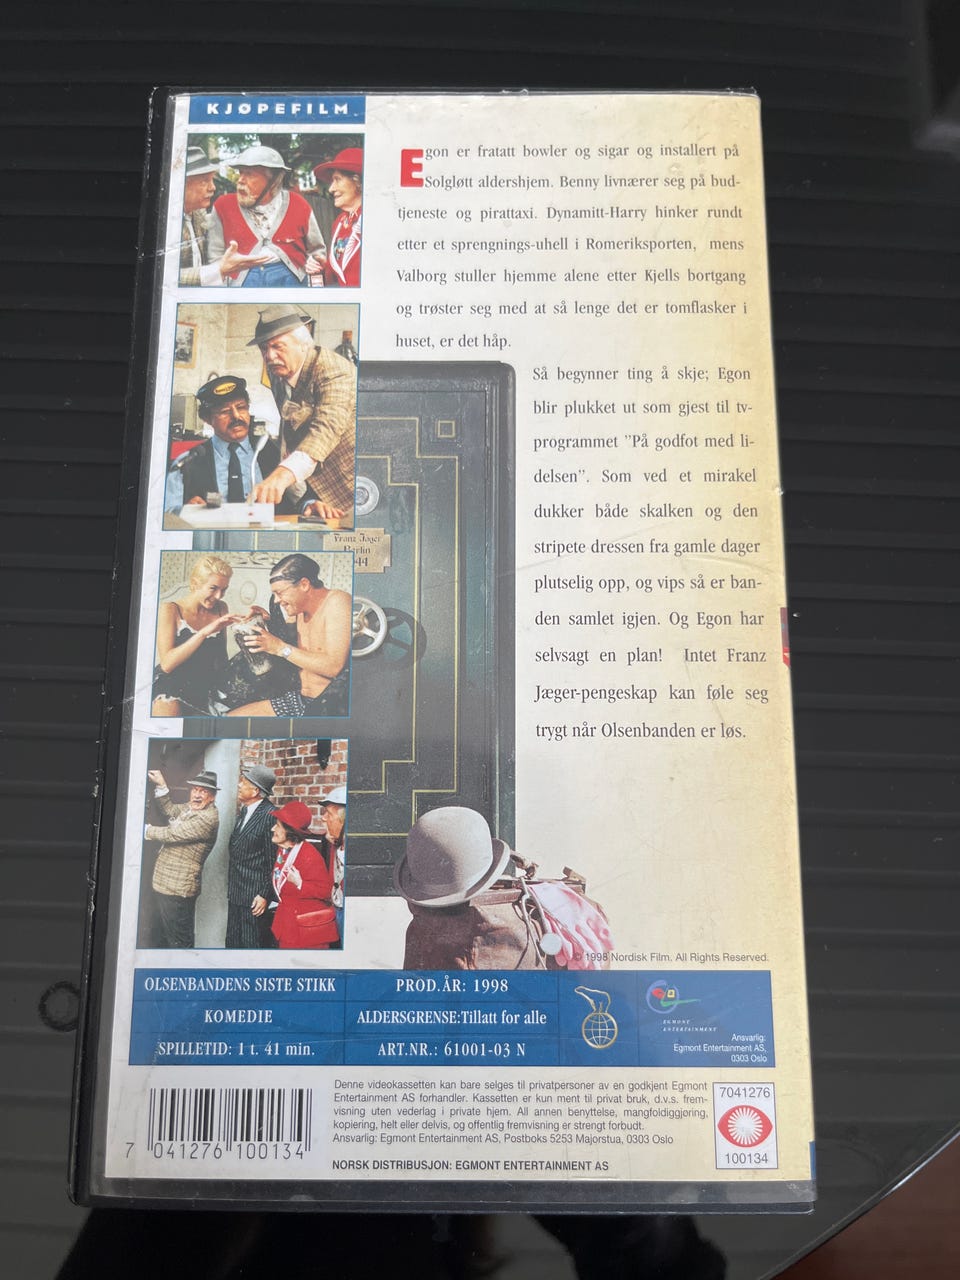 KJØPEFILM
Egon er fratatt bowler og sigar og installert på
Solgløtt aldershjem. Benny livnærer seg på bud-
tjeneste og pirattaxi. Dynamitt-Harry hinker rundt
etter et sprengnings-uhell i Romeriksporten, mens
Valborg stuller hjemme alene etter Kjells bortgang
og trøster seg med at så lenge det er tomflasker i
huset, er det håp.
Så begynner ting å skje; Egon
blir plukket ut som gjest til tv-
programmet "På godfot med li-
delsen". Som ved et mirakel
dukker både skalken og den
stripete dressen fra gamle dager
plutselig opp, og vips så er ban-
den samlet igjen. Og Egon har
selvsagt en plan! Intet Franz
Jæger-pengeskap kan føle seg
trygt når Olsenbanden er løs.
Franz Jæger
Berlin
44
© 1998 Nordisk Film. All Rights Reserved.
OLSENBANDENS SISTE STIKK
PROD.ÅR: 1998
KOMEDIE
ALDERSGRENSE:Tillatt for alle
SPILLETID: 1 t. 41 min.
ART.NR.: 61001-03 N
EGMONT
ENTERTAINMENT
Ansvarlig:
Egmont Entertainment AS,
0303 Oslo
Denne videokassetten kan bare selges til privatpersoner av en godkjent Egmont
Entertainment AS forhandler. Kassetten er kun ment til privat bruk, d.v.s. frem-
visning uten vederlag i private hjem. All annen benyttelse, mangfoldiggjøring,
kopiering, helt eller delvis, og offentlig fremvisning er strengt forbudt.
Ansvarlig: Egmont Entertainment AS, Postboks 5253 Majorstua, 0303 Oslo
NORSK DISTRIBUSJON: EGMONT ENTERTAINMENT AS
7 041276 100134
7041276
100134